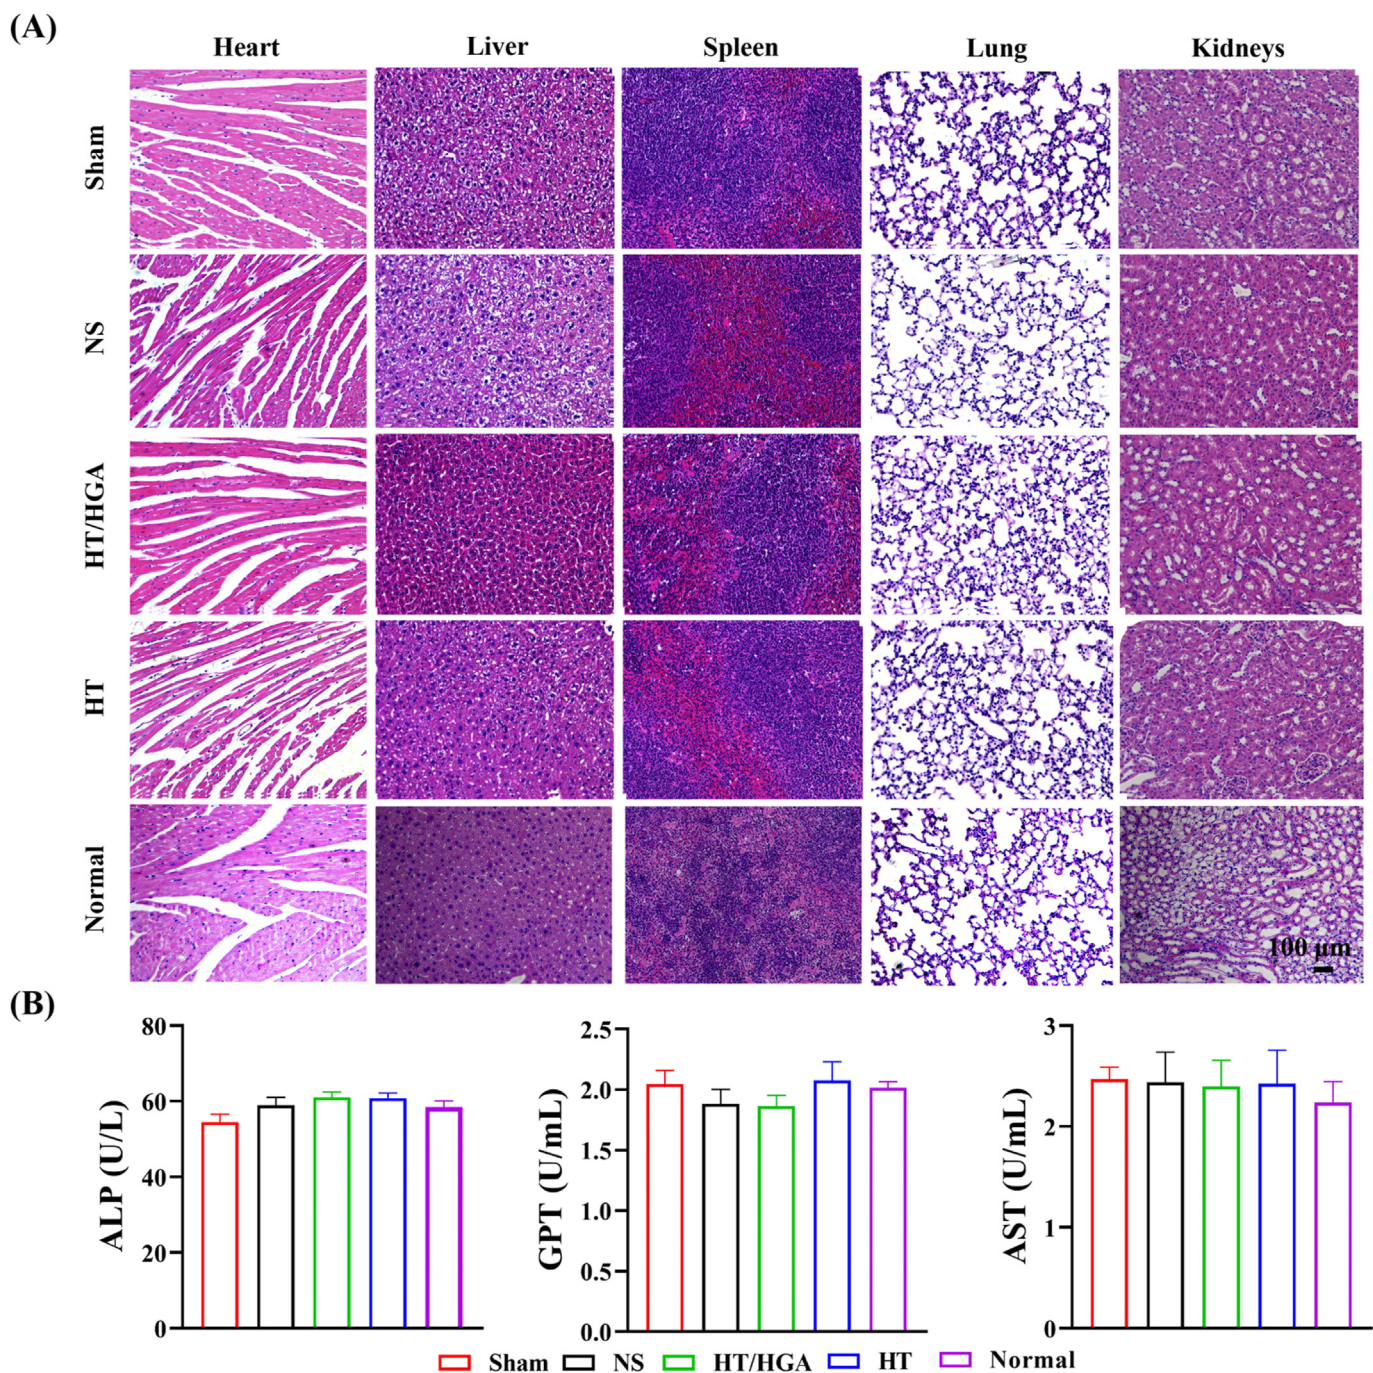 (A)
Heart Liver Spleen Lung Kidneys
Sham
NS
HT/HGA
HT
Normal
100 μm
(B)
ALP (U/L)
80
60
40
20
0
GPT (U/mL)
2.5
2.0
1.5
1.0
0.5
0.0
AST (U/mL)
3
2
1
0
Sham NS HT/HGA HT Normal